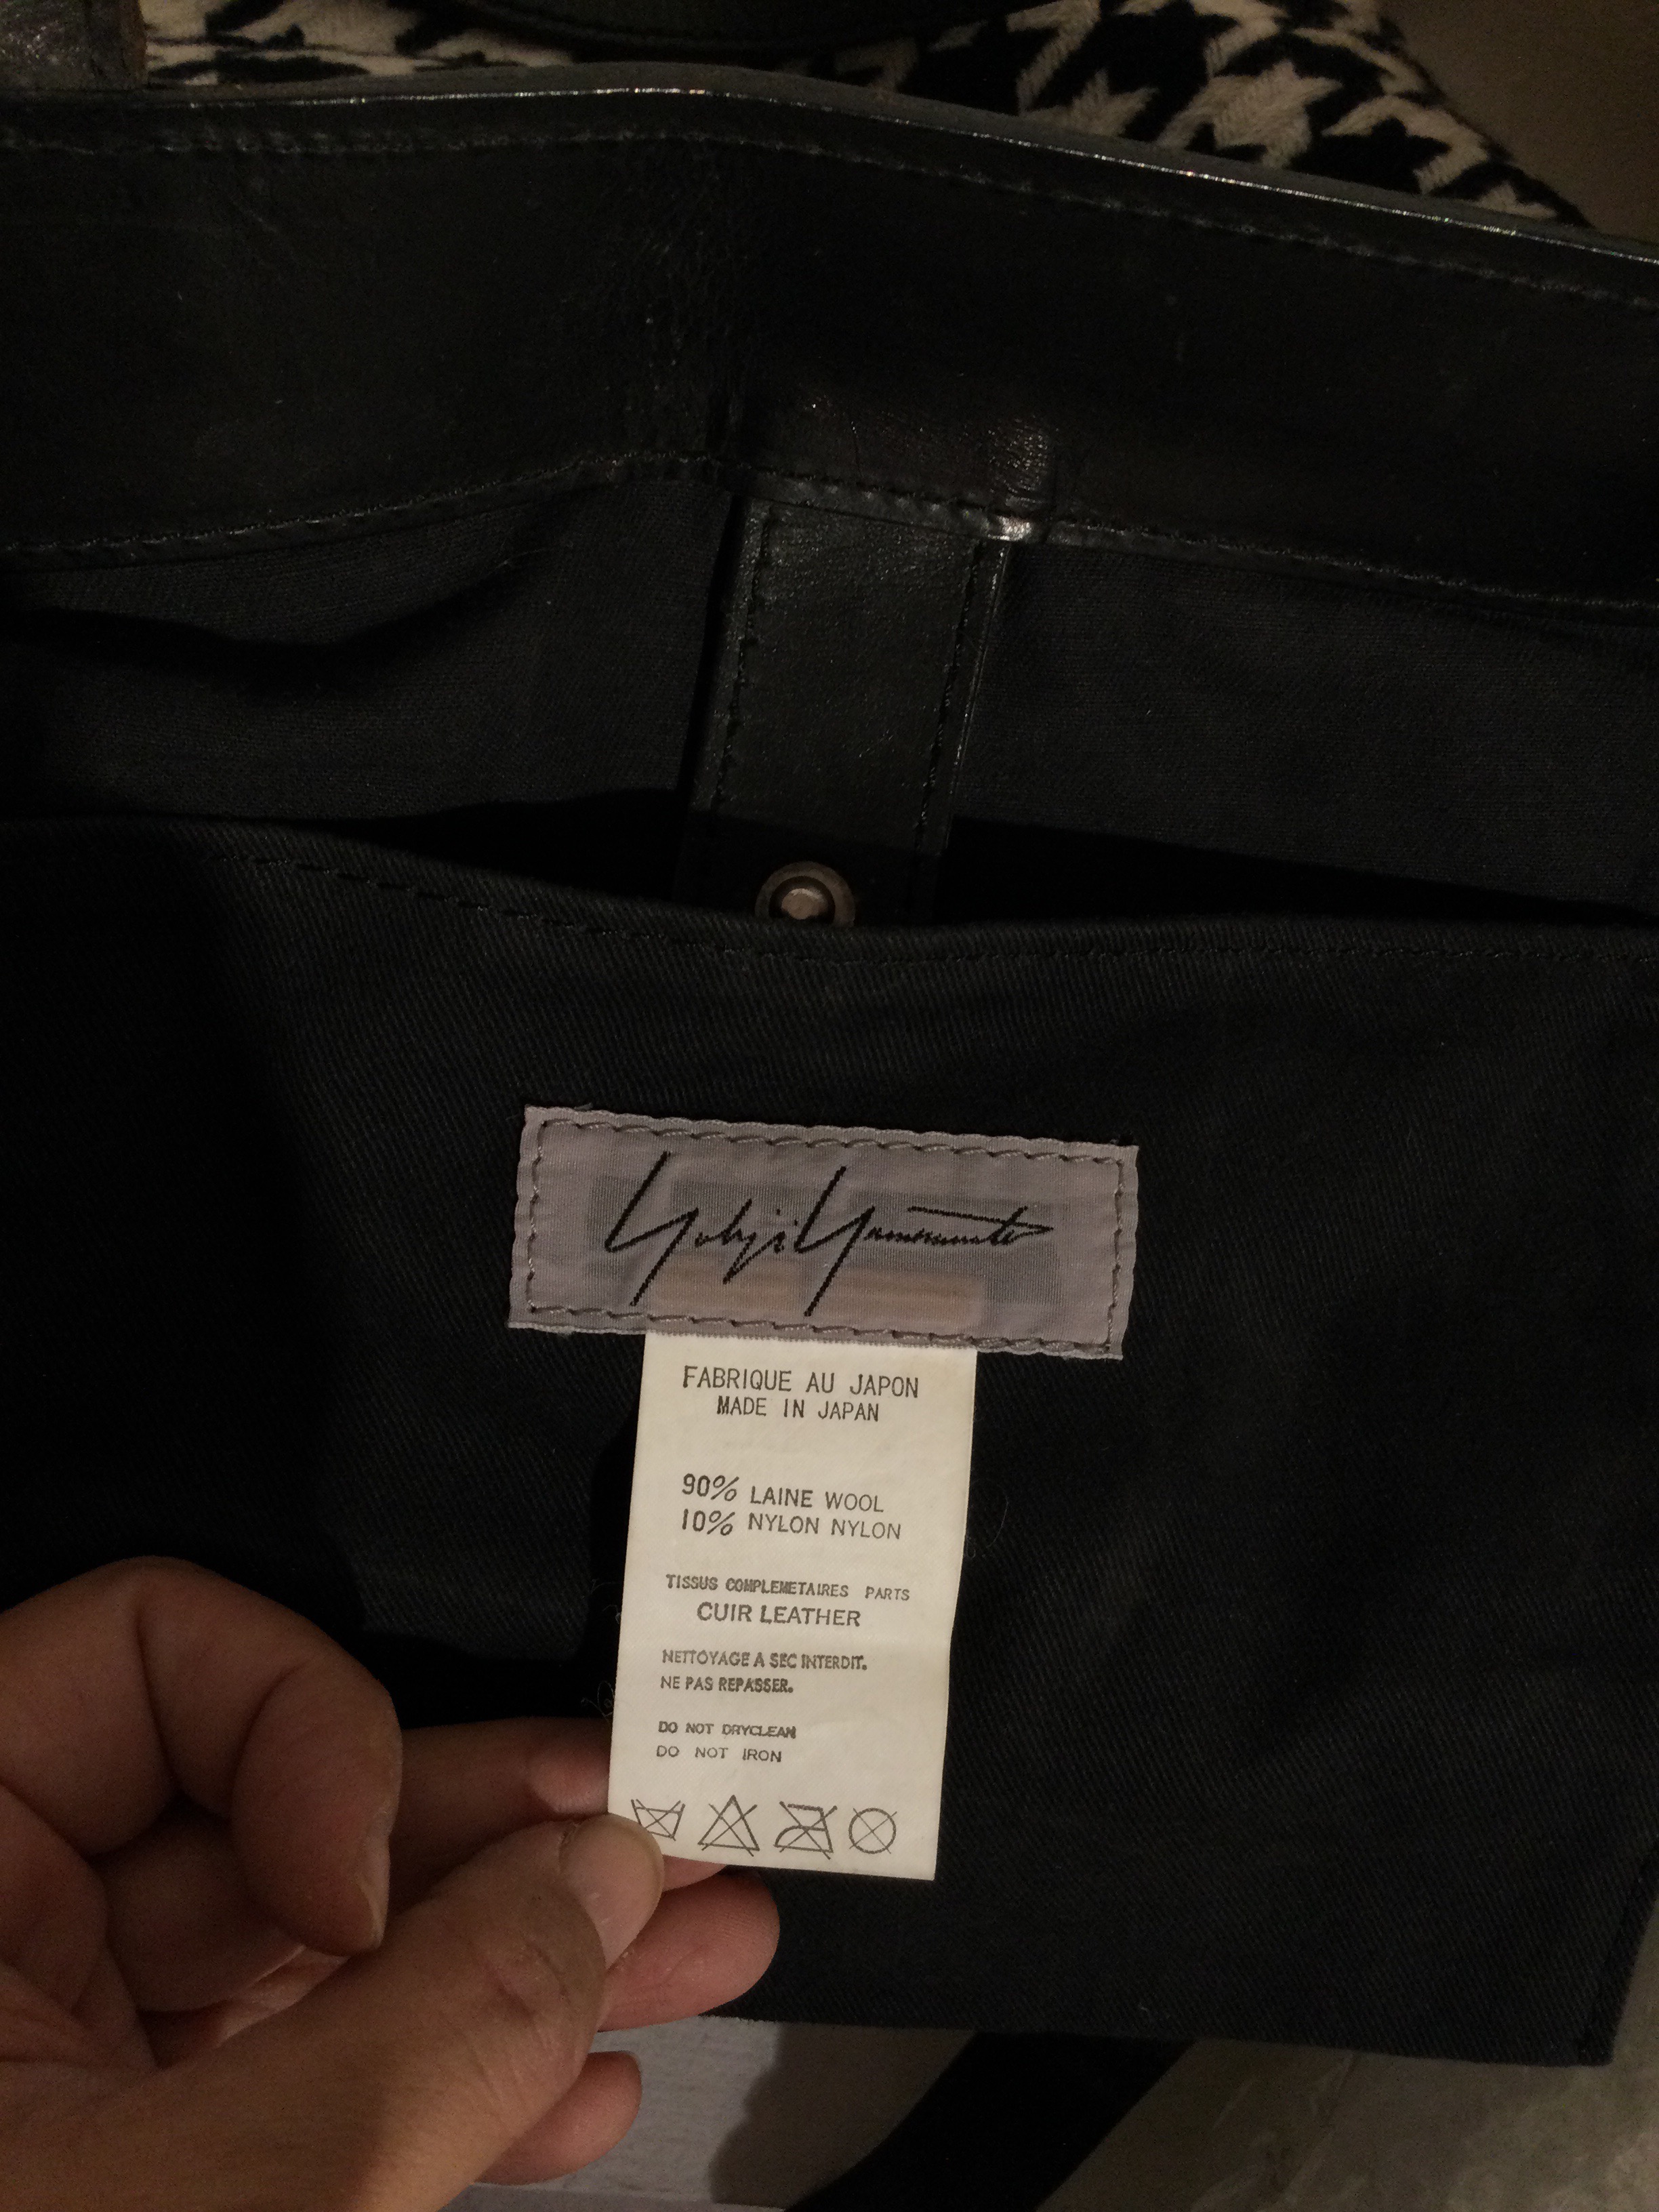 Yohji Yamamoto
FABRIQUE AU JAPON
MADE IN JAPAN
90% LAINE WOOL
10% NYLON NYLON
TISSUS COMPLEMETAIRES PARTS
CUIR LEATHER
NETTOYAGE A SEC INTERDIT.
NE PAS REPASSER.
DO NOT DRYCLEAN
DO NOT IRON